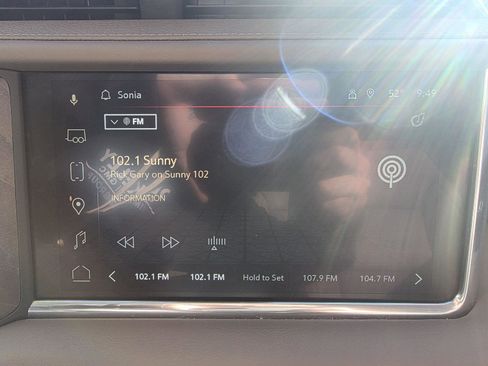 Sonia
52°
9:49
FM
102.1 Sunny
Rick Gary on Sunny 102
INFORMATION
102.1 FM
102.1 FM
Hold to Set
107.9 FM
104.7 FM